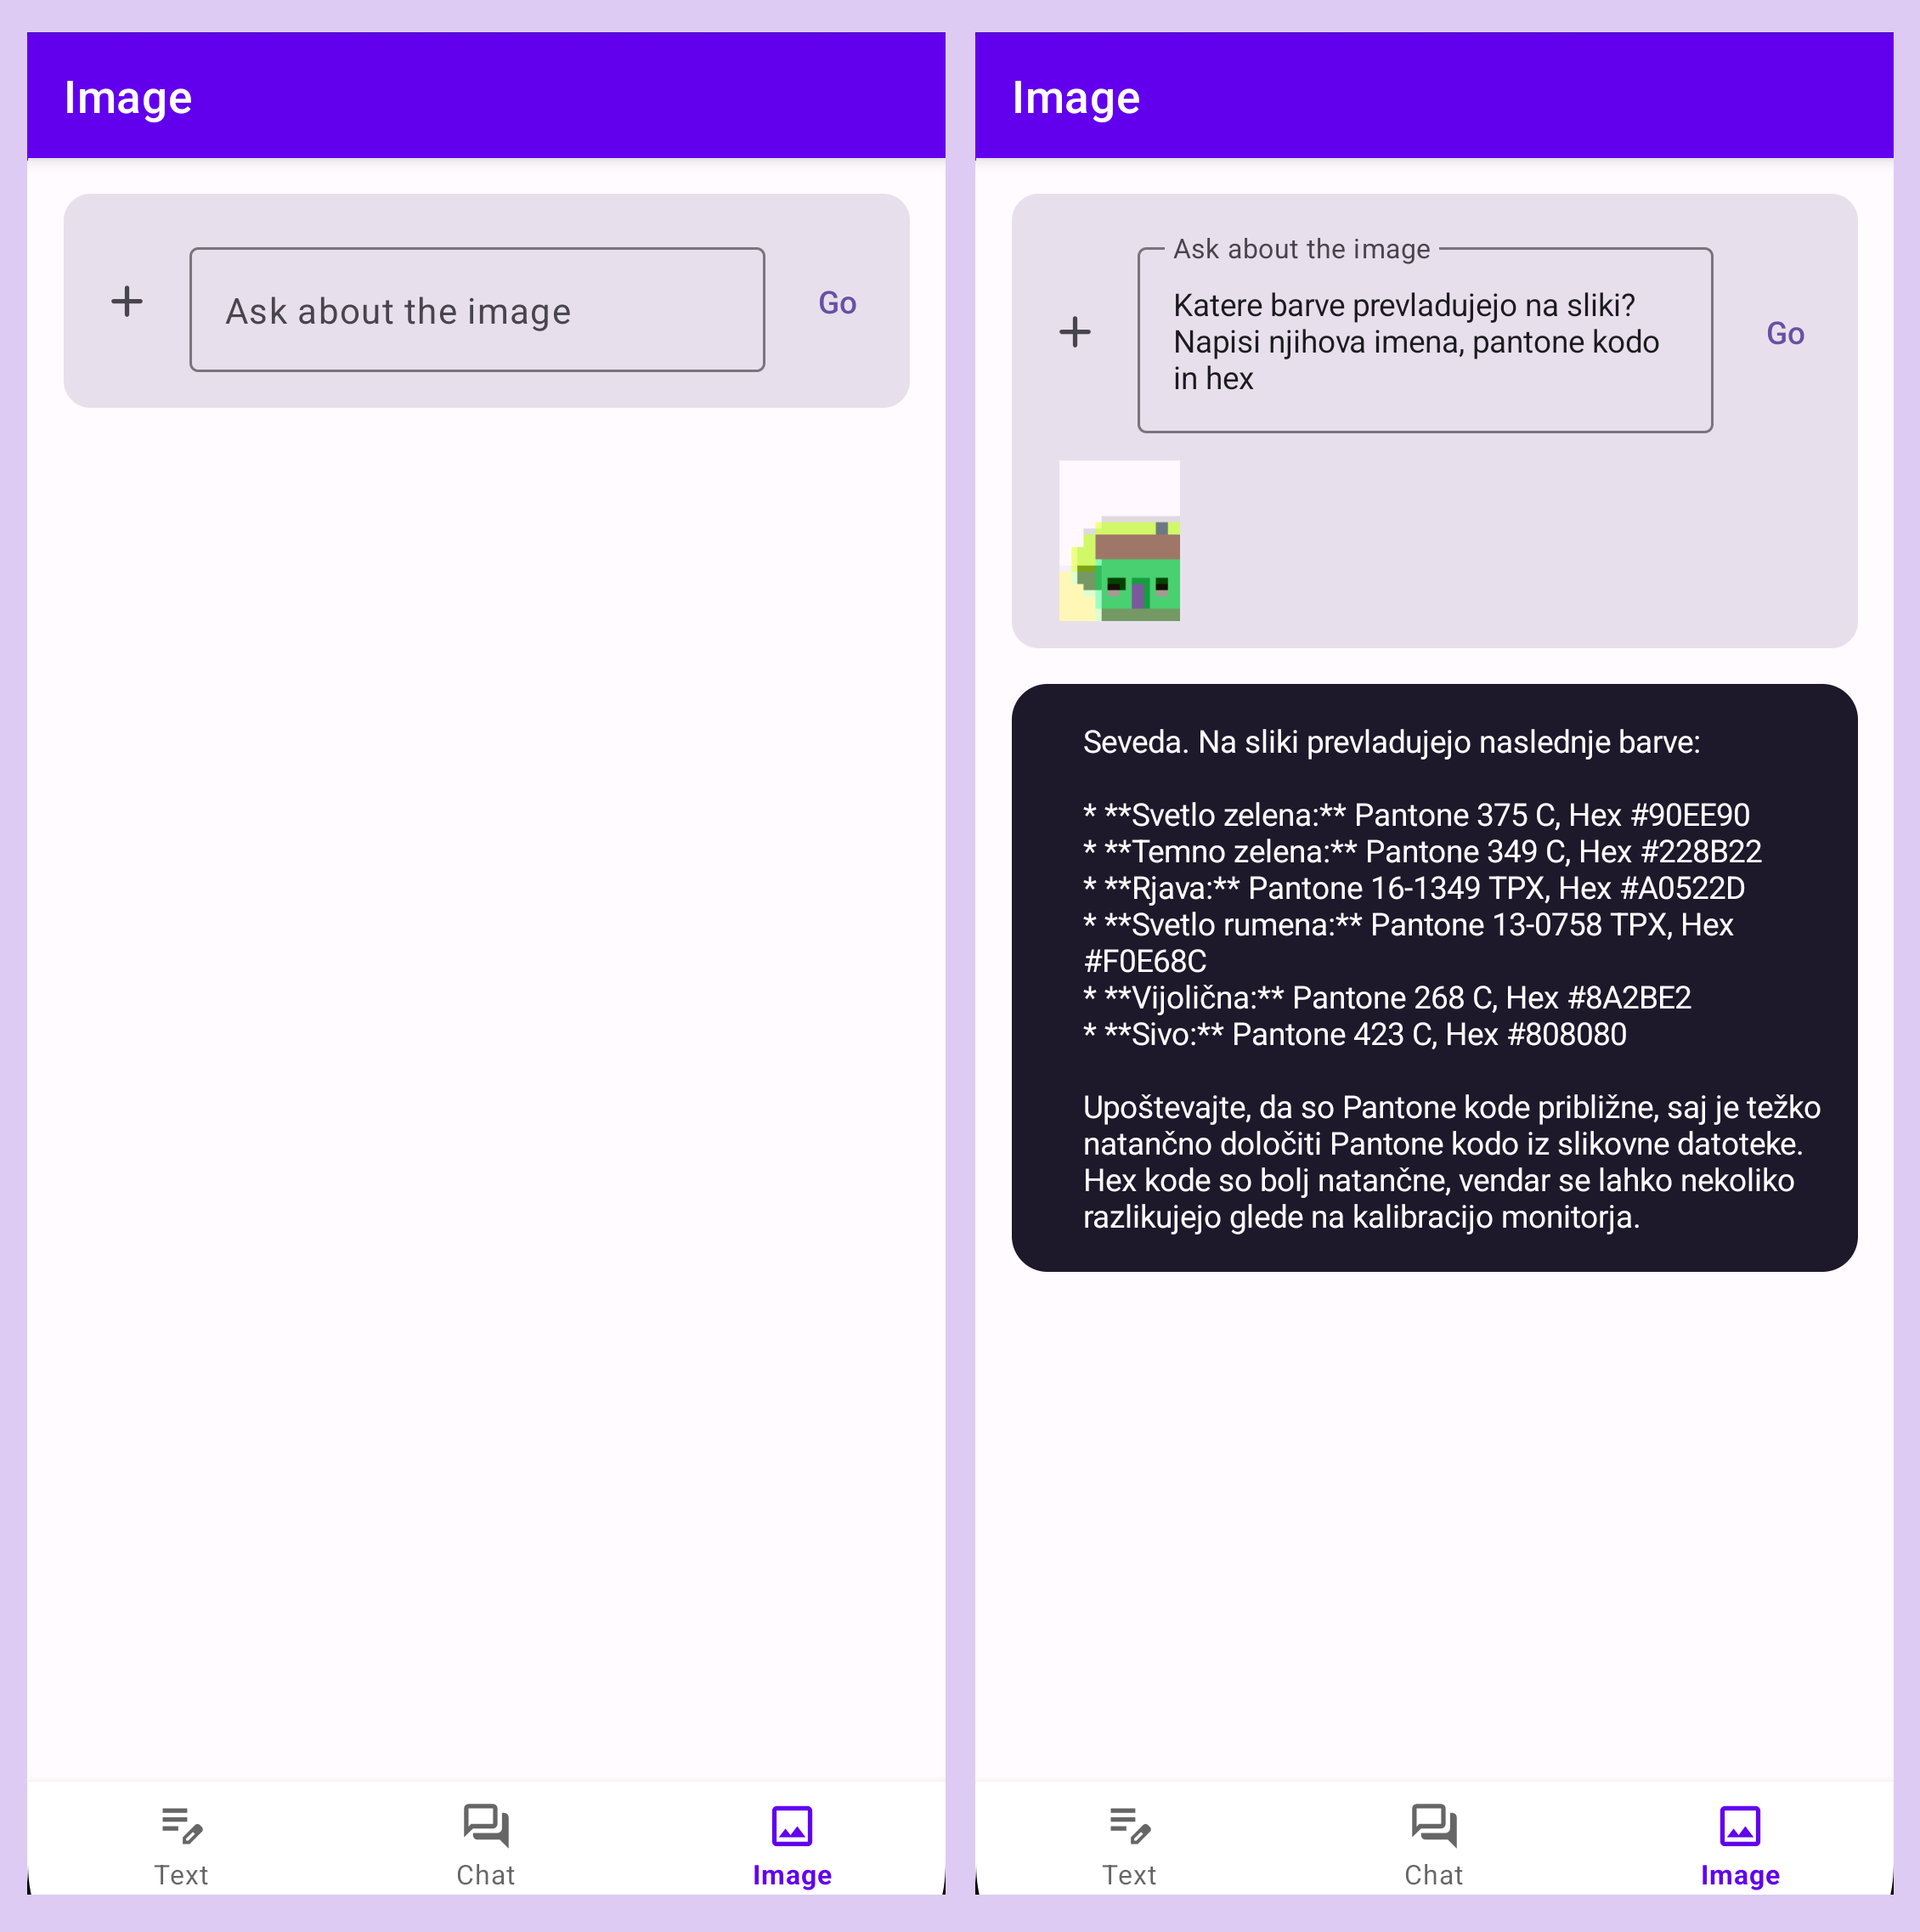 Image
Ask about the image
Go
Text
Chat
Image
Image
Ask about the image
Katere barve prevladujejo na sliki?
Napisi njihova imena, pantone kodo
in hex
Go
Seveda. Na sliki prevladujejo naslednje barve:
* **Svetlo zelena:** Pantone 375 C, Hex #90EE90
* **Temno zelena:** Pantone 349 C, Hex #228B22
* **Rjava:** Pantone 16-1349 TPX, Hex #A0522D
* **Svetlo rumena:** Pantone 13-0758 TPX, Hex
#F0E68C
* **Vijolična:** Pantone 268 C, Hex #8A2BE2
* **Sivo:** Pantone 423 C, Hex #808080
Upoštevajte, da so Pantone kode približne, saj je težko
natančno določiti Pantone kodo iz slikovne datoteke.
Hex kode so bolj natančne, vendar se lahko nekoliko
razlikujejo glede na kalibracijo monitorja.
Text
Chat
Image